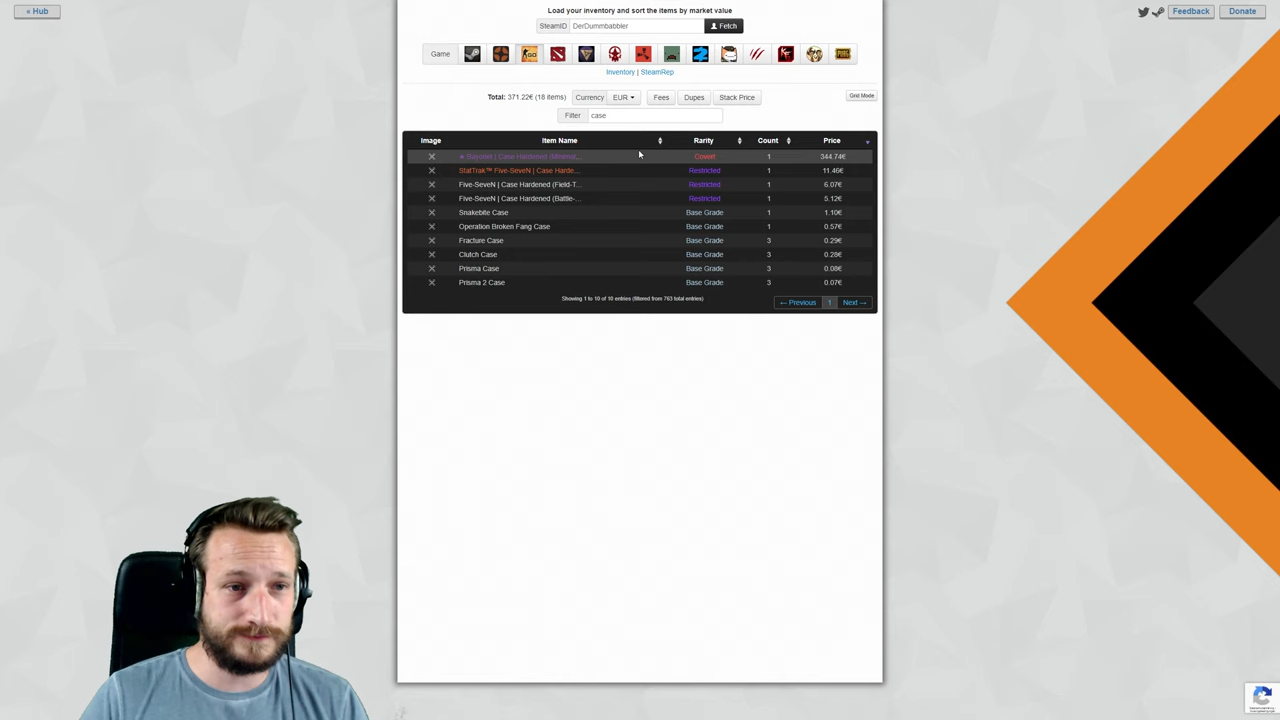 « Hub
Load your inventory and sort the items by market value
Feedback
Donate
SteamID DerDummbabbler Fetch
Game
Inventory | SteamRep
Total: 371.22€ (18 items) Currency EUR Fees Dupes Stack Price Grid Mode
Filter case
Image Item Name Rarity Count Price
★ Bayonet | Case Hardened (Minimal... Covert 1 344.74€
StatTrak™ Five-SeveN | Case Harde... Restricted 1 11.46€
Five-SeveN | Case Hardened (Field-T... Restricted 1 6.07€
Five-SeveN | Case Hardened (Battle-... Restricted 1 5.12€
Snakebite Case Base Grade 1 1.10€
Operation Broken Fang Case Base Grade 1 0.57€
Fracture Case Base Grade 3 0.29€
Clutch Case Base Grade 3 0.28€
Prisma Case Base Grade 3 0.08€
Prisma 2 Case Base Grade 3 0.07€
Showing 1 to 10 of 10 entries (filtered from 763 total entries)
← Previous 1 Next →